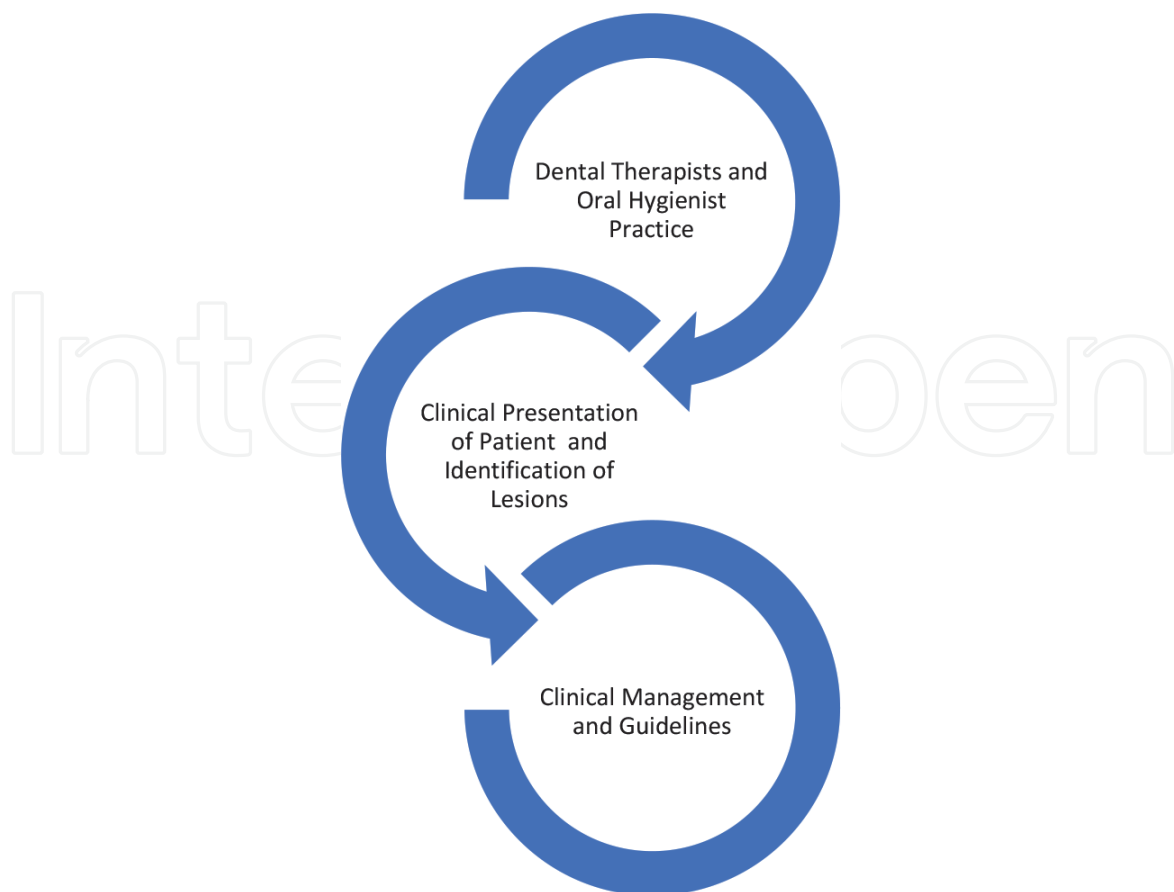 Dental Therapists and
Oral Hygienist
Practice
Clinical Presentation
of Patient and
Identification of
Lesions
Clinical Management
and Guidelines